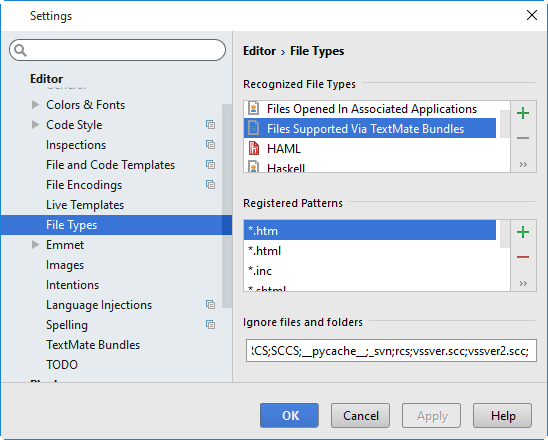 Settings
Editor
General
Colors & Fonts
Code Style
Inspections
File and Code Templates
File Encodings
Live Templates
File Types
Emmet
Images
Intentions
Language Injections
Spelling
TextMate Bundles
TODO
Editor › File Types
Recognized File Types
Files Opened In Associated Applications
Files Supported Via TextMate Bundles
HAML
Haskell
Registered Patterns
*.htm
*.html
*.inc
*.shtml
Ignore files and folders
RCS;SCCS;__pycache__;_svn;rcs;vssver.scc;vssver2.scc;
OK
Cancel
Apply
Help